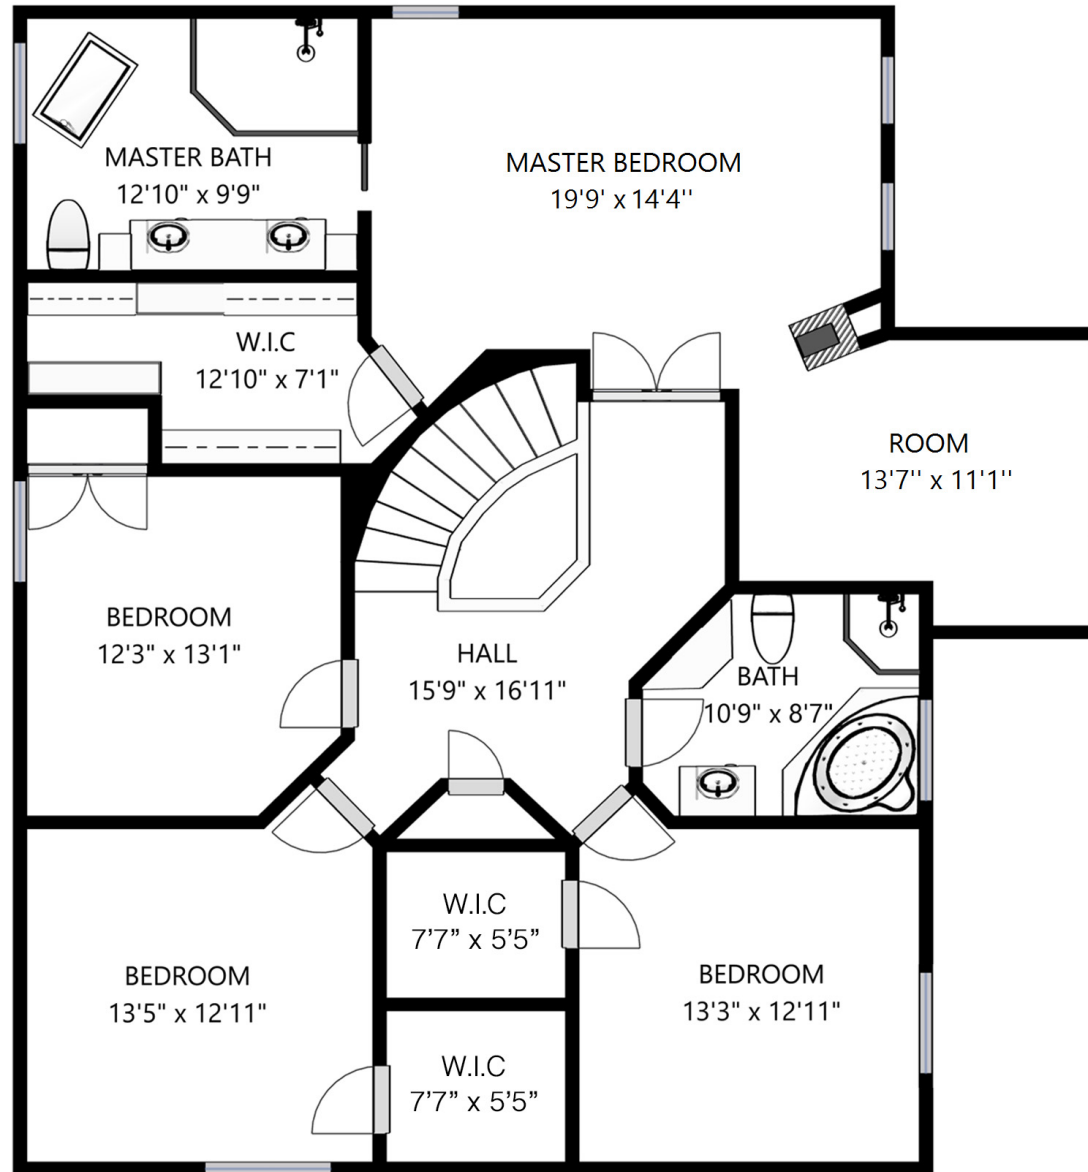 MASTER BATH
12'10" x 9'9"
MASTER BEDROOM
19'9' x 14'4''
W.I.C
12'10" x 7'1"
ROOM
13'7'' x 11'1''
BEDROOM
12'3" x 13'1"
HALL
15'9" x 16'11"
BATH
10'9" x 8'7"
W.I.C
7’7” x 5’5”
BEDROOM
13'5" x 12'11"
BEDROOM
13'3" x 12'11"
W.I.C
7’7” x 5’5”